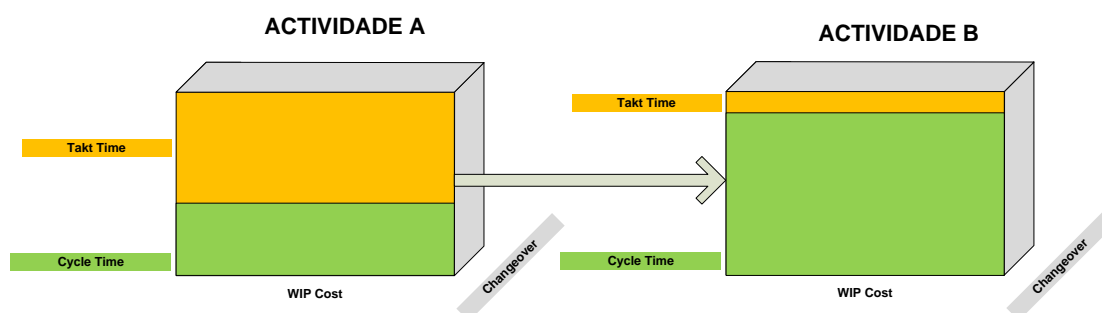 ACTIVIDADE A
ACTIVIDADE B
Takt Time
Takt Time
Cycle Time
Changeover
Cycle Time
Changeover
WIP Cost
WIP Cost